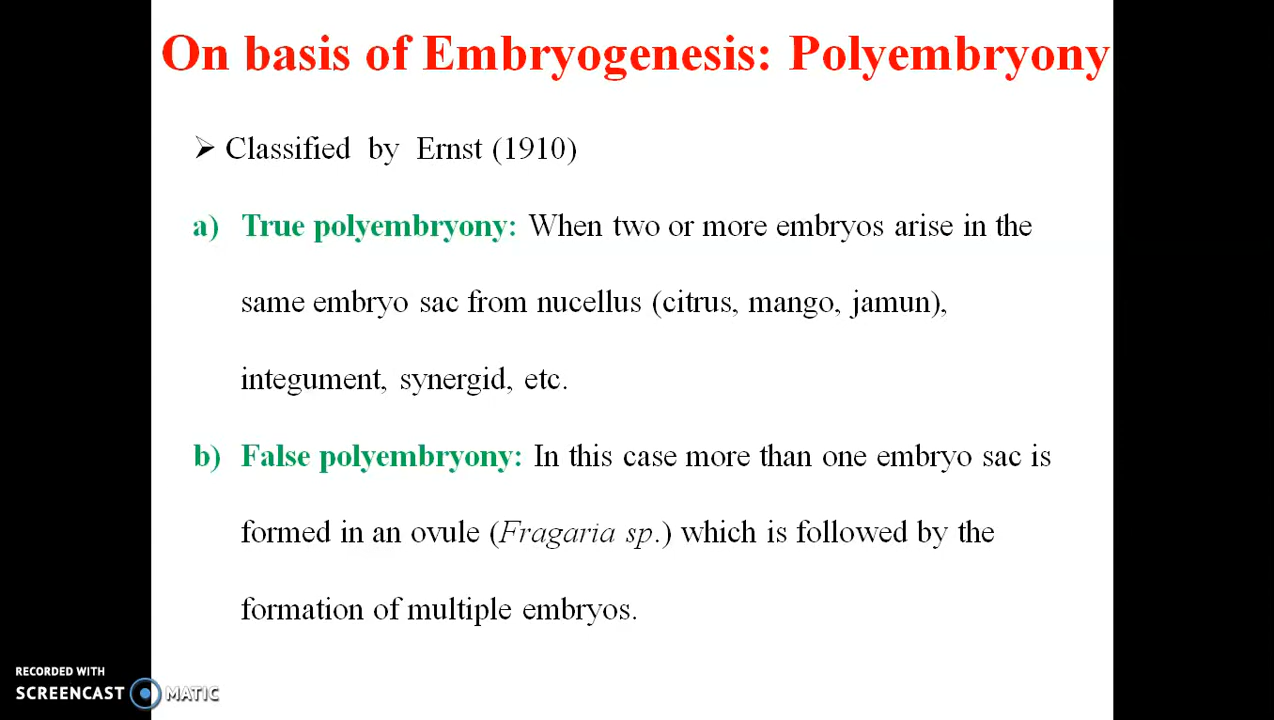 On basis of Embryogenesis: Polyembryony
➢ Classified by Ernst (1910)
a) True polyembryony: When two or more embryos arise in the
same embryo sac from nucellus (citrus, mango, jamun),
integument, synergid, etc.
b) False polyembryony: In this case more than one embryo sac is
formed in an ovule (Fragaria sp.) which is followed by the
formation of multiple embryos.
RECORDED WITH
SCREENCAST MATIC